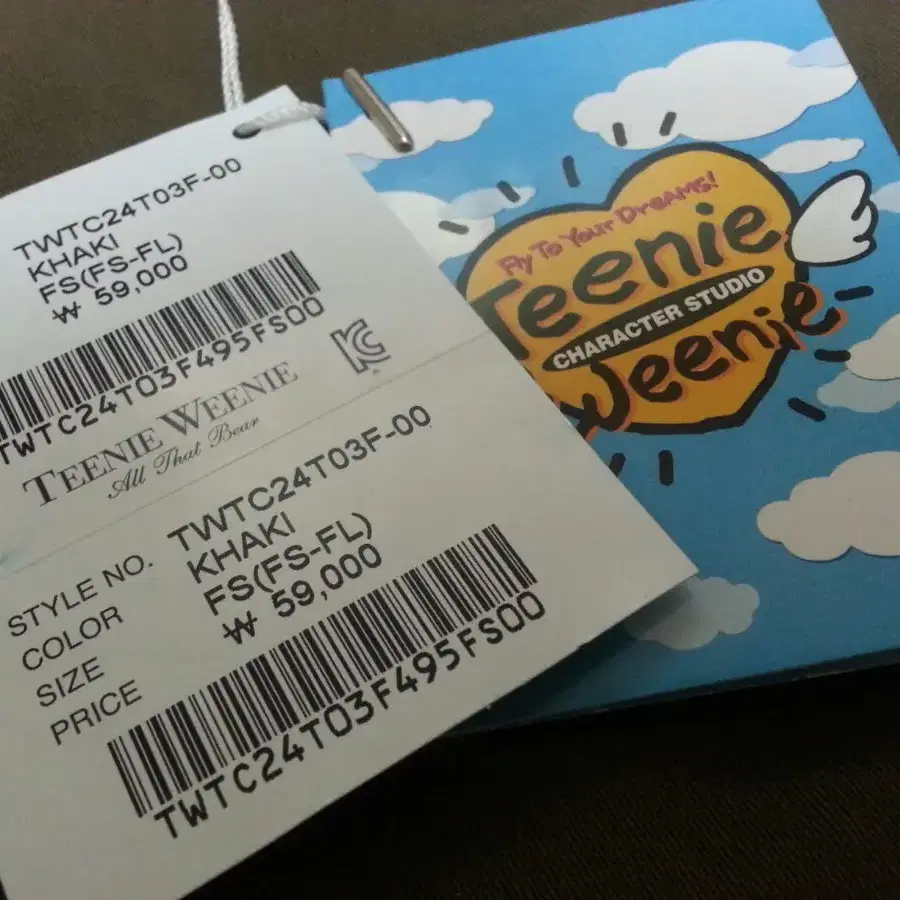 TWTC24T03F-00
KHAKI
FS(FS-FL)
₩ 59,000
TWTC24T03F495FS00
TEENIE WEENIE
All That Bear
STYLE NO. TWTC24T03F-00
COLOR KHAKI
SIZE FS(FS-FL)
PRICE ₩ 59,000
TWTC24T03F495FS00
Fly To Your DreAMS!
Teenie
CHARACTER STUDIO
Weenie